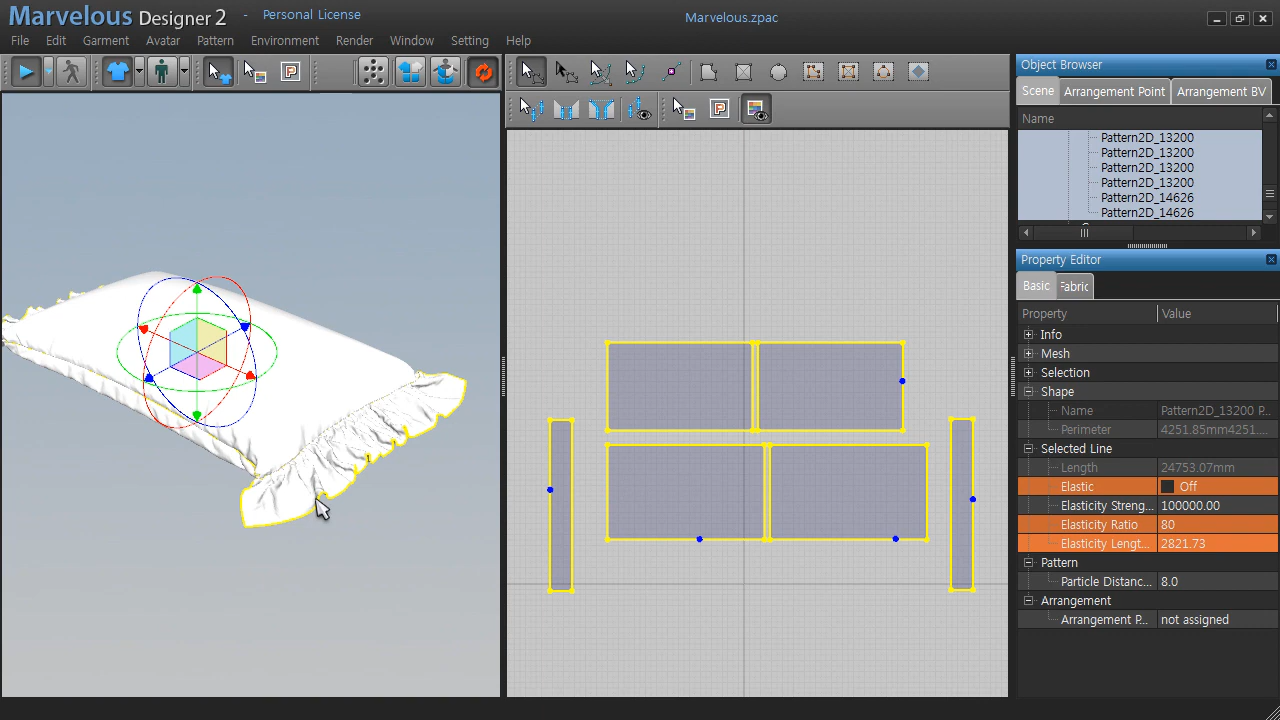 Marvelous Designer 2 - Personal License
Marvelous.zpac
File Edit Garment Avatar Pattern Environment Render Window Setting Help
Object Browser
Scene Arrangement Point Arrangement BV
Name
Pattern2D_13200
Pattern2D_13200
Pattern2D_13200
Pattern2D_13200
Pattern2D_14626
Pattern2D_14626
Property Editor
Basic Fabric
Property Value
Info
Mesh
Selection
Shape
Name Pattern2D_13200 P...
Perimeter 4251.85mm4251....
Selected Line
Length 24753.07mm
Elastic Off
Elasticity Streng... 100000.00
Elasticity Ratio 80
Elasticity Lengt... 2821.73
Pattern
Particle Distanc... 8.0
Arrangement
Arrangement P... not assigned